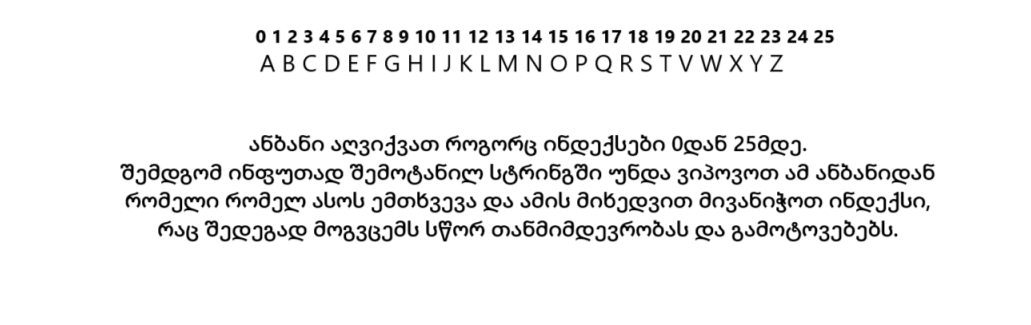 0 1 2 3 4 5 6 7 8 9 10 11 12 13 14 15 16 17 18 19 20 21 22 23 24 25
A B C D E F G H I J K L M N O P Q R S T V W X Y Z
ანბანი აღვიქვათ როგორც ინდექსები 0დან 25მდე.
შემდგომ ინფუთად შემოტანილ სტრინგში უნდა ვიპოვოთ ამ ანბანიდან
რომელი რომელ ასოს ემთხვევა და ამის მიხედვით მივანიჭოთ ინდექსი,
რაც შედეგად მოგვცემს სწორ თანმიმდევრობას და გამოტოვებებს.